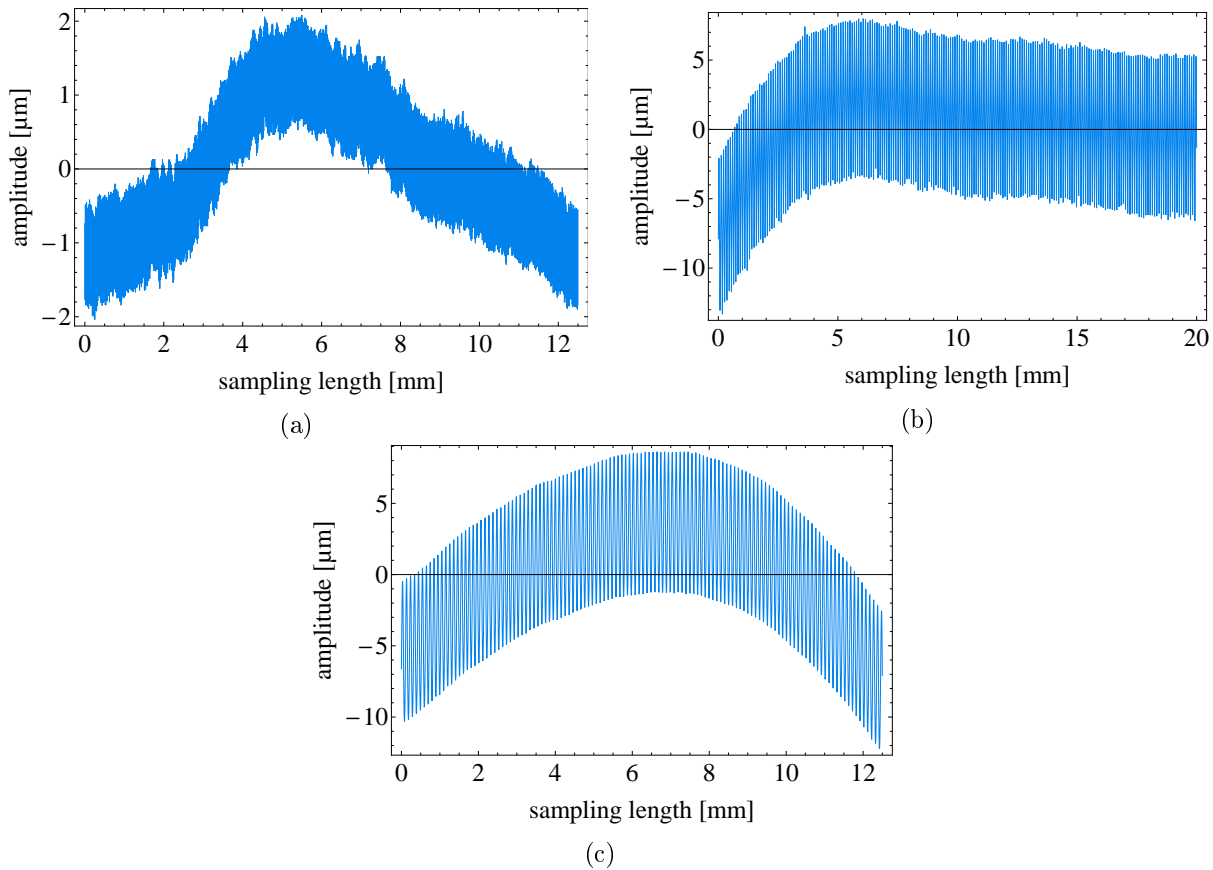 amplitude [µm]
2
1
0
−1
−2
0 2 4 6 8 10 12
sampling length [mm]
(a)
amplitude [µm]
5
0
−5
−10
0 5 10 15 20
sampling length [mm]
(b)
amplitude [µm]
5
0
−5
−10
0 2 4 6 8 10 12
sampling length [mm]
(c)